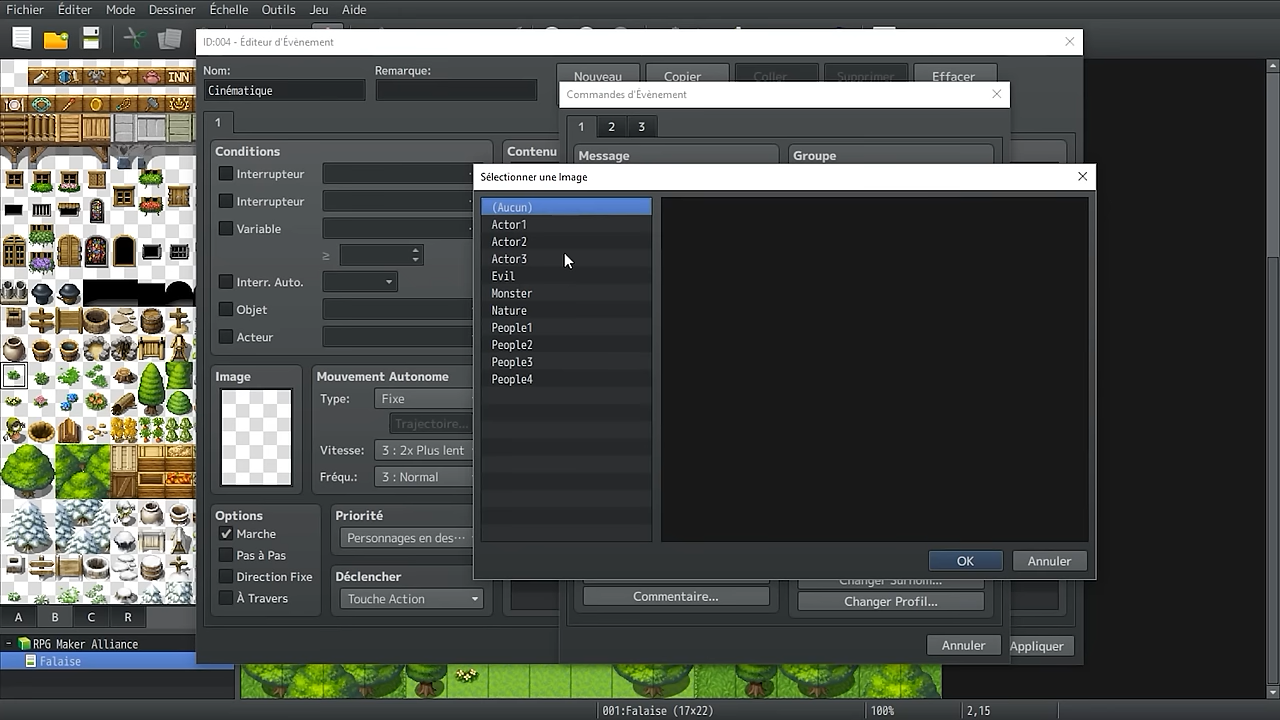 Fichier Éditer Mode Dessiner Échelle Outils Jeu Aide
ID:004 - Éditeur d'Évènement
Nom:
Remarque:
Cinématique
Nouveau
Copier
Coller...
Supprimer
Effacer
1
Conditions
Interrupteur
Interrupteur
Variable
≥
Interr. Auto.
Objet
Acteur
Image
Mouvement Autonome
Type:
Fixe
Trajectoire...
Vitesse:
3 : 2x Plus lent
Fréqu.:
3 : Normal
Options
Marche
Pas à Pas
Direction Fixe
À Travers
Priorité
Personnages en des…
Déclencher
Touche Action
Contenu
Commandes d'Évènement
1 2 3
Message
Groupe
Sélectionner une Image
(Aucun)
Actor1
Actor2
Actor3
Evil
Monster
Nature
People1
People2
People3
People4
OK
Annuler
Changer Surnom...
Commentaire...
Changer Profil...
Annuler
Appliquer
INN
A B C R
RPG Maker Alliance
Falaise
001:Falaise (17x22)
100%
2,15